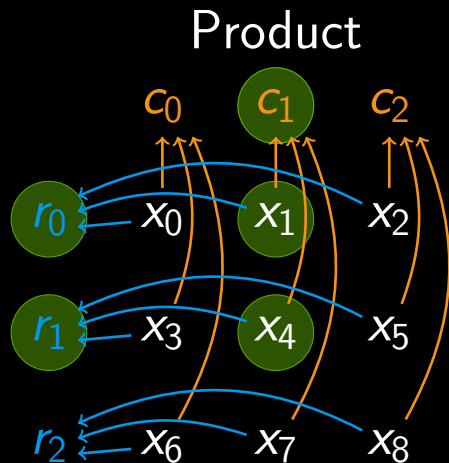 Product
c₀ c₁ c₂
r₀ x₀ x₁ x₂
r₁ x₃ x₄ x₅
r₂ x₆ x₇ x₈